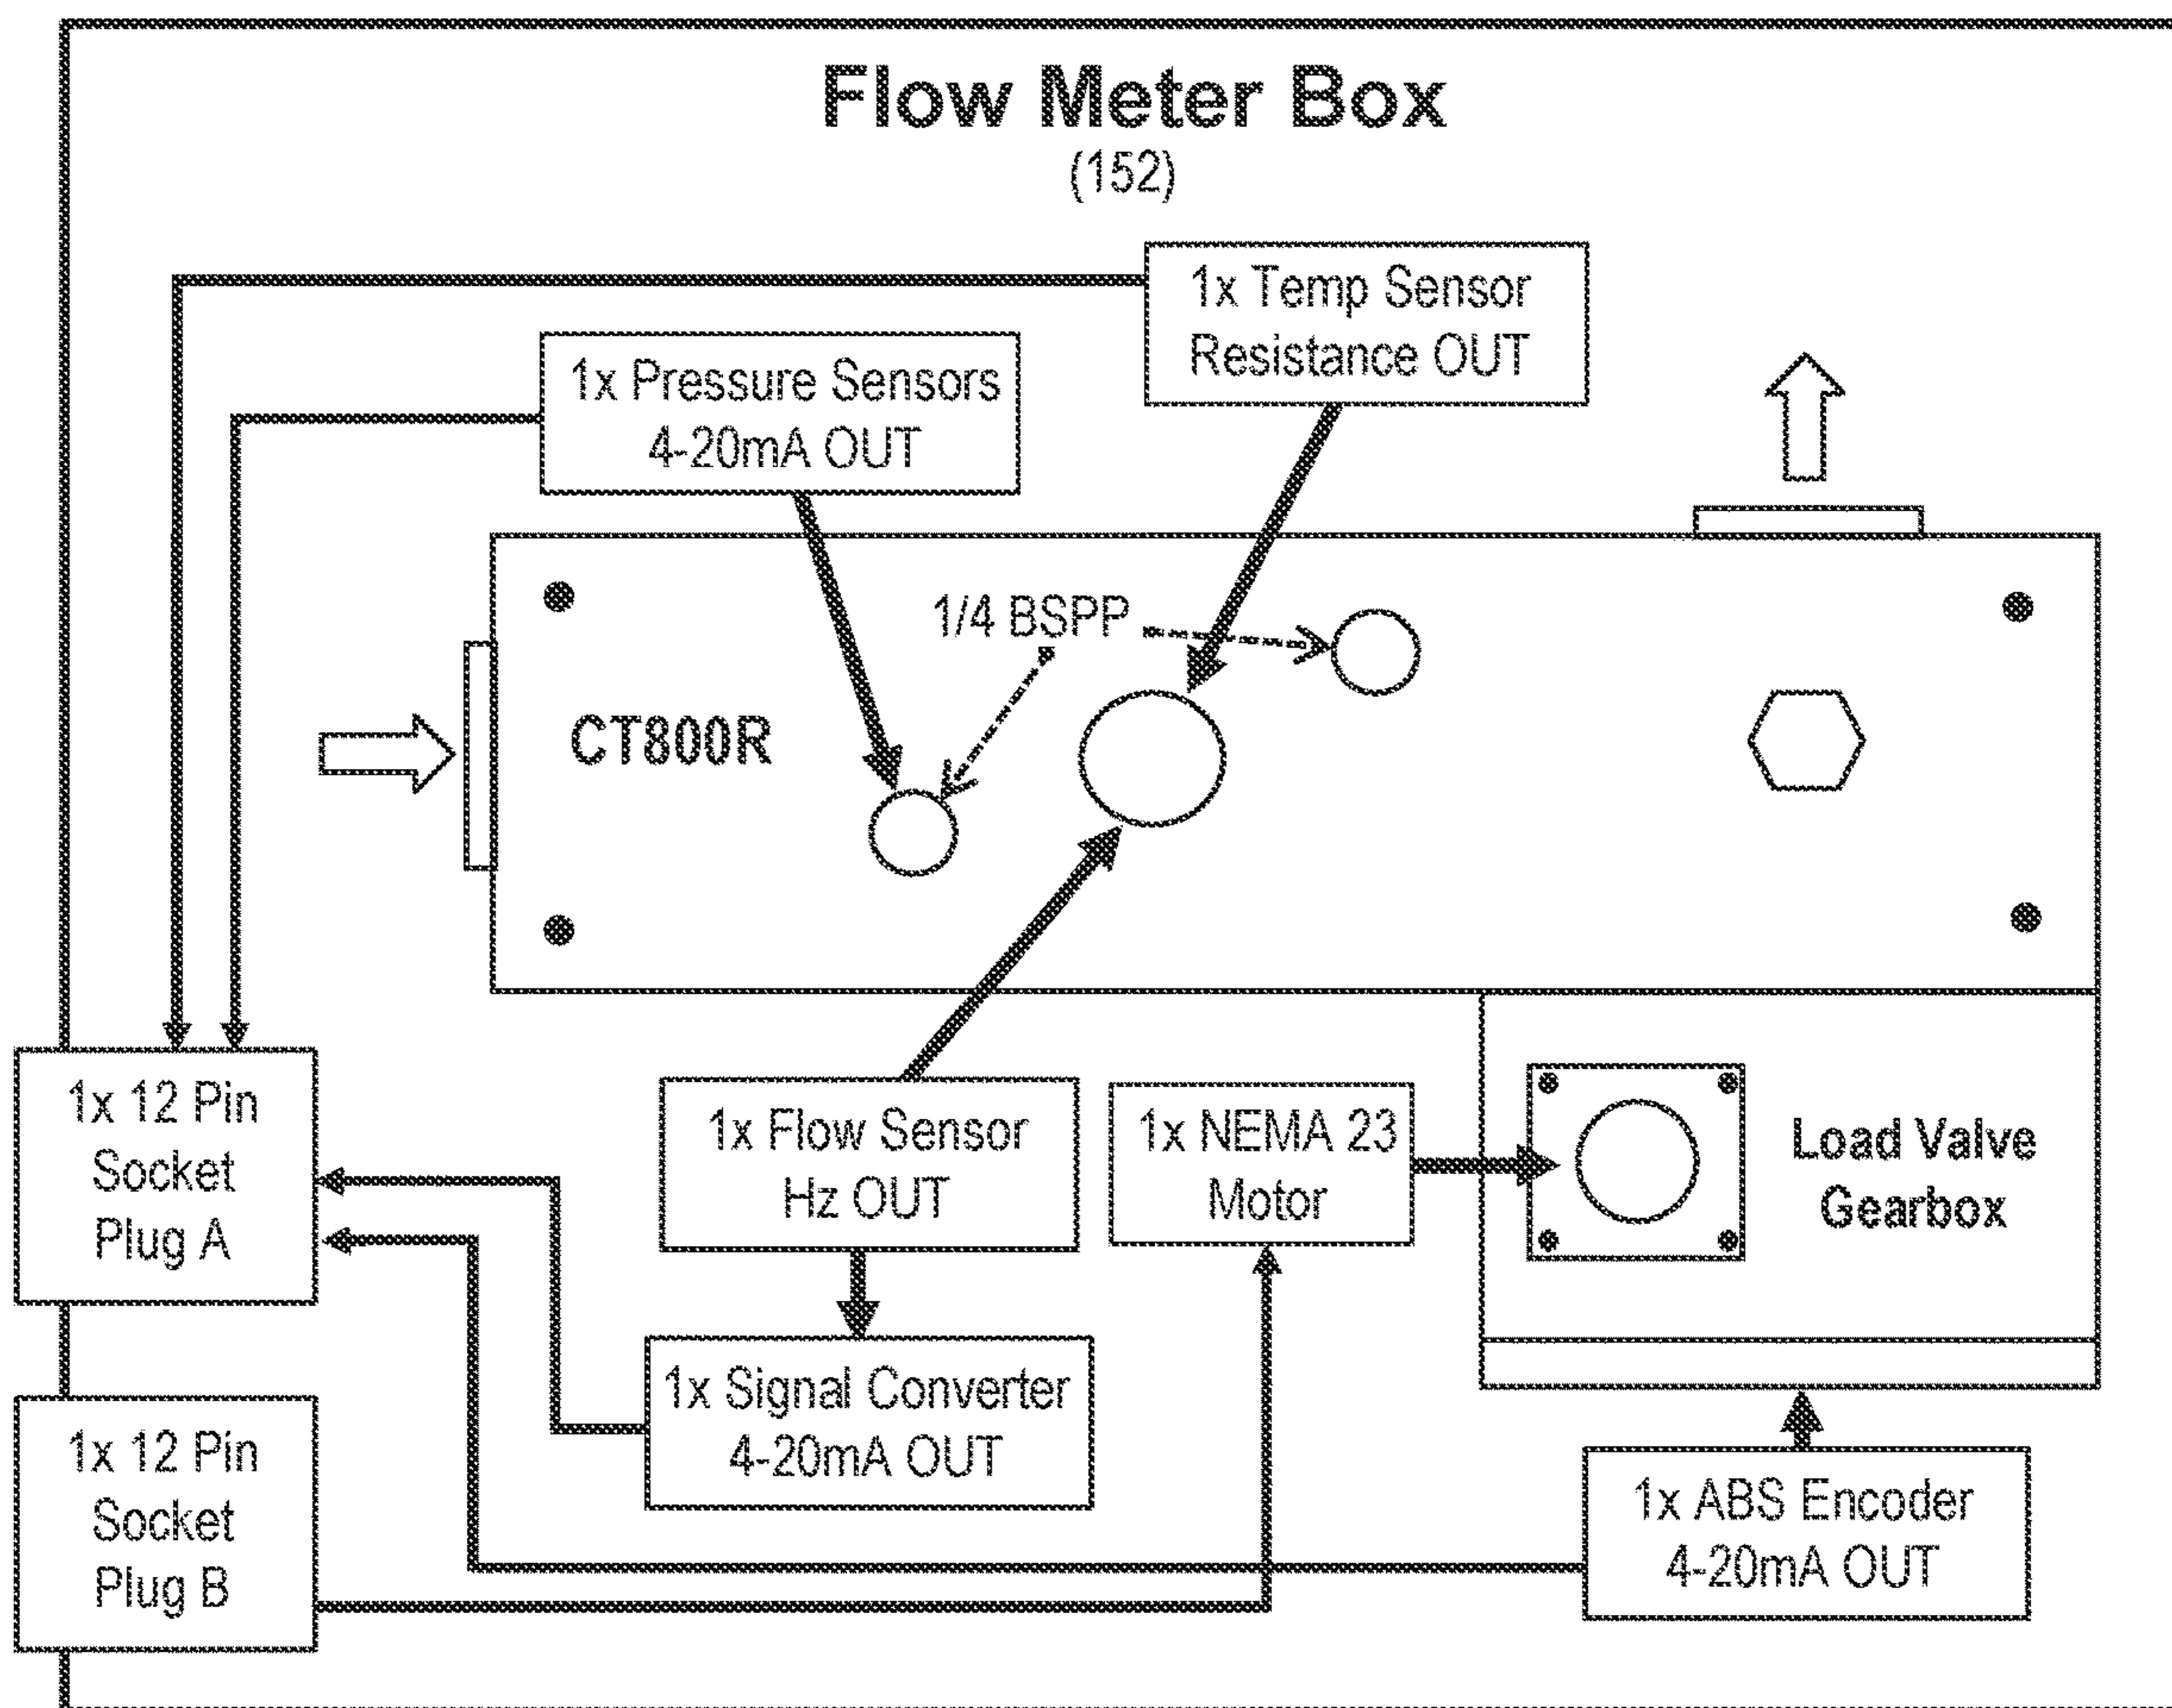 Flow Meter Box
(152)
1x Temp Sensor
Resistance OUT
1x Pressure Sensors
4-20mA OUT
1/4 BSPP
CT800R
1x 12 Pin
Socket
Plug A
1x Flow Sensor
Hz OUT
1x NEMA 23
Motor
Load Valve
Gearbox
1x Signal Converter
4-20mA OUT
1x 12 Pin
Socket
Plug B
1x ABS Encoder
4-20mA OUT